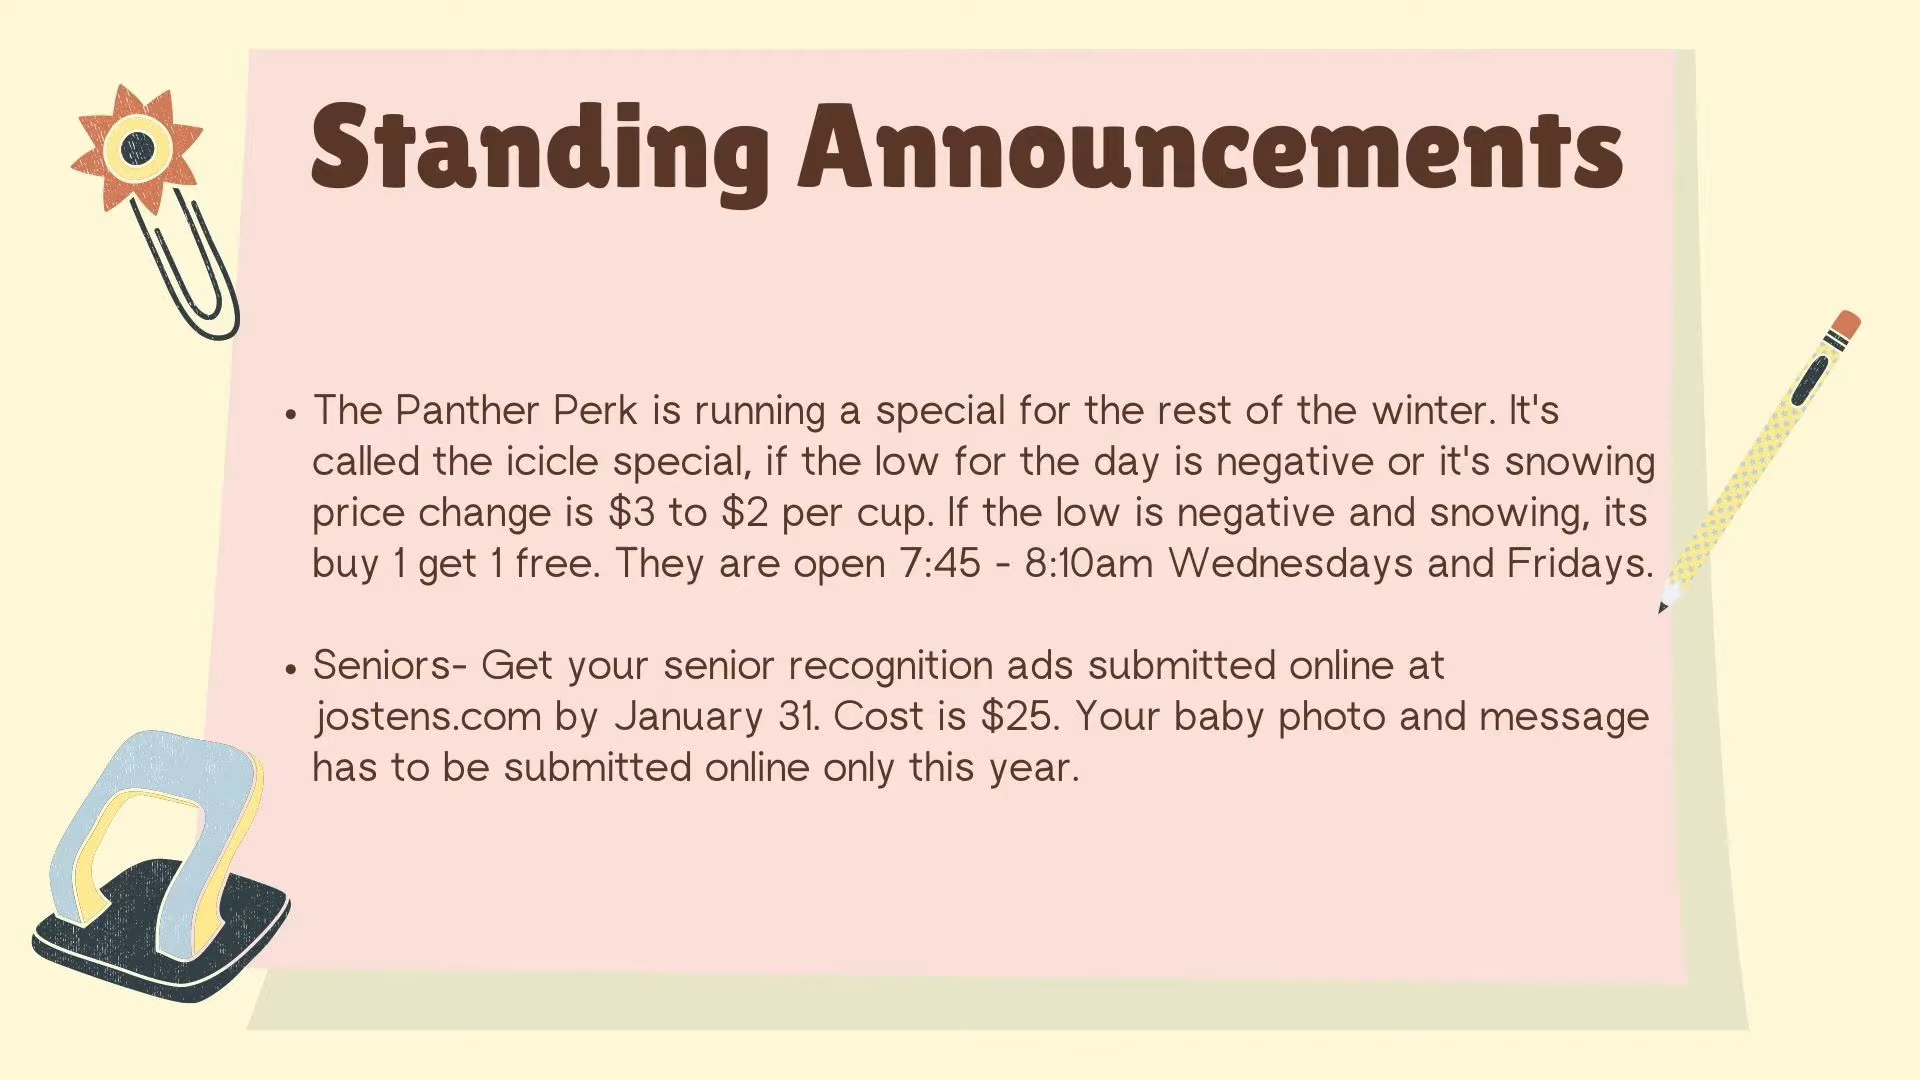 Standing Announcements
• The Panther Perk is running a special for the rest of the winter. It's
called the icicle special, if the low for the day is negative or it's snowing
price change is $3 to $2 per cup. If the low is negative and snowing, its
buy 1 get 1 free. They are open 7:45 - 8:10am Wednesdays and Fridays.
• Seniors- Get your senior recognition ads submitted online at
jostens.com by January 31. Cost is $25. Your baby photo and message
has to be submitted online only this year.